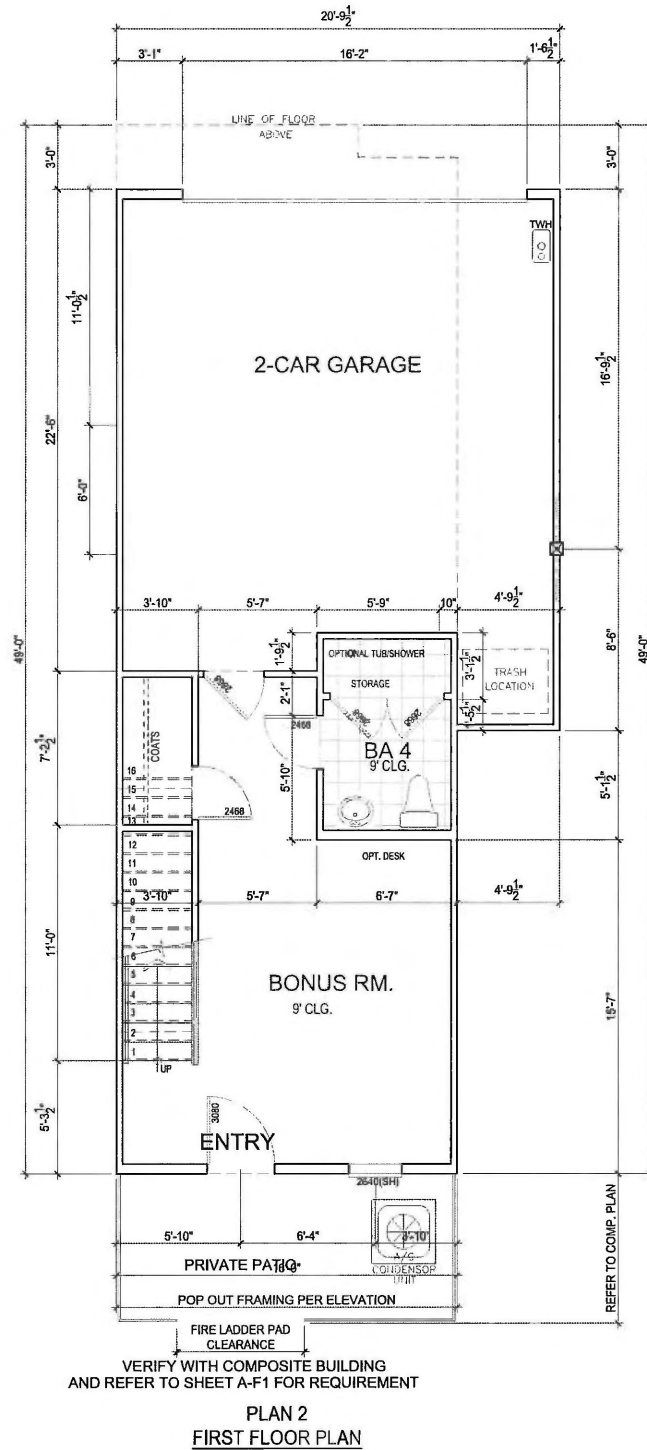 20'-9½"
3'-1"
16'-2"
1'-6½"
LINE OF FLOOR
ABOVE
3'-0"
3'-0"
TWH
11'-0½"
2-CAR GARAGE
16'-9½"
22'-6"
6'-0"
3'-10"
5'-7"
5'-9"
10"
4'-9½"
49'-0"
49'-0"
8'-6"
1'-9½"
OPTIONAL TUB/SHOWER
3'-1½"
TRASH
LOCATION
STORAGE
2'-1"
2668
2468
2668
2668
1'-5½"
COATS
7'-2½"
BA 4
9' CLG.
5'-10"
5'-1½"
2468
16
15
14
13
12
11
10
9
8
7
6
5
4
3
2
1
UP
OPT. DESK
3'-10"
5'-7"
6'-7"
4'-9½"
11'-0"
BONUS RM.
9' CLG.
15'-7"
5'-3½"
3080
ENTRY
2640(SH)
REFER TO COMP. PLAN
5'-10"
6'-4"
A/C
CONDENSOR
UNIT
PRIVATE PATIO
POP OUT FRAMING PER ELEVATION
FIRE LADDER PAD
CLEARANCE
VERIFY WITH COMPOSITE BUILDING
AND REFER TO SHEET A-F1 FOR REQUIREMENT
PLAN 2
FIRST FLOOR PLAN